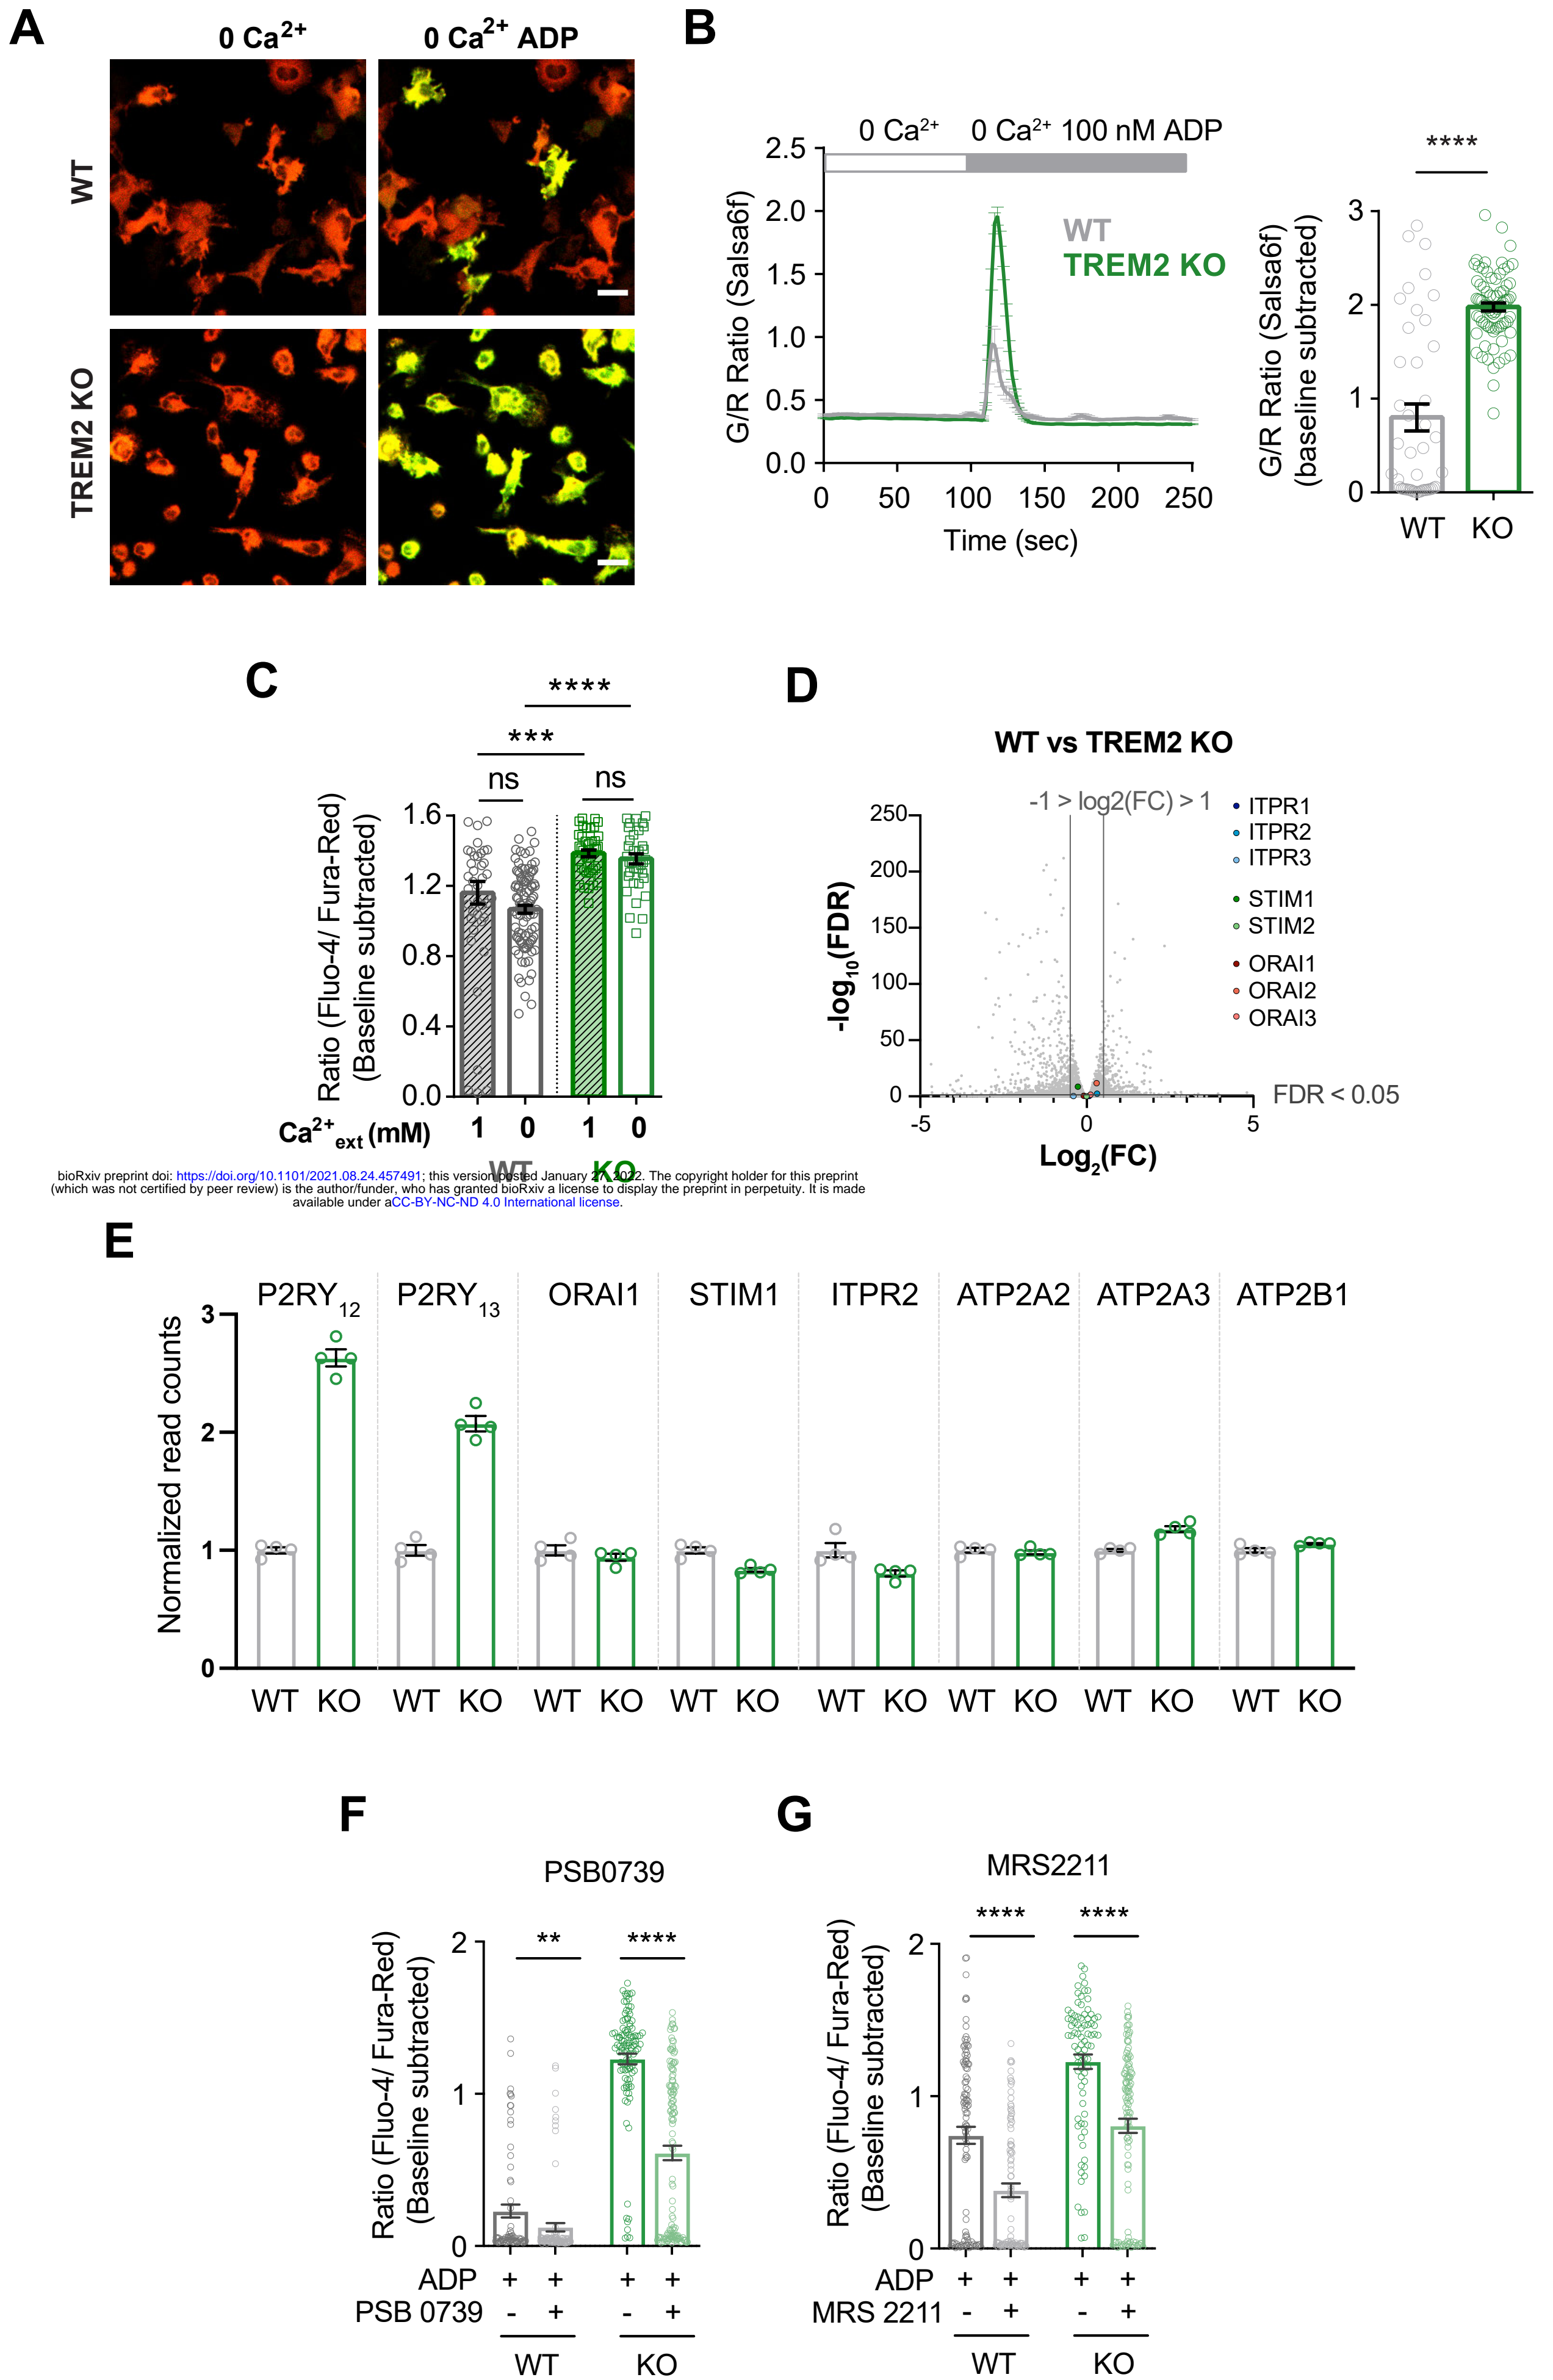 A
0 Ca2+
0 Ca2+ ADP
WT
TREM2 KO
B
0 Ca2+
0 Ca2+ 100 nM ADP
G/R Ratio (Salsa6f)
2.5
2.0
1.5
1.0
0.5
0.0
WT
TREM2 KO
0
50
100
150
200
250
Time (sec)
****
G/R Ratio (Salsa6f)
(baseline subtracted)
3
2
1
0
WT
KO
C
****
***
ns
ns
Ratio (Fluo-4/ Fura-Red)
(Baseline subtracted)
1.6
1.2
0.8
0.4
0.0
Ca2+ext (mM)
1
0
1
0
WT
KO
D
WT vs TREM2 KO
-1 > log2(FC) > 1
-log10(FDR)
250
200
150
100
50
0
-5
0
5
Log2(FC)
FDR < 0.05
ITPR1
ITPR2
ITPR3
STIM1
STIM2
ORAI1
ORAI2
ORAI3
bioRxiv preprint doi: https://doi.org/10.1101/2021.08.24.457491; this version posted January 27, 2022. The copyright holder for this preprint
(which was not certified by peer review) is the author/funder, who has granted bioRxiv a license to display the preprint in perpetuity. It is made
available under aCC-BY-NC-ND 4.0 International license.
E
P2RY12
P2RY13
ORAI1
STIM1
ITPR2
ATP2A2
ATP2A3
ATP2B1
Normalized read counts
3
2
1
0
WT KO
WT KO
WT KO
WT KO
WT KO
WT KO
WT KO
WT KO
F
PSB0739
**
****
Ratio (Fluo-4/ Fura-Red)
(Baseline subtracted)
2
1
0
ADP + + + +
PSB 0739 - + - +
WT
KO
G
MRS2211
****
****
Ratio (Fluo-4/ Fura-Red)
(Baseline subtracted)
2
1
0
ADP + + + +
MRS 2211 - + - +
WT
KO